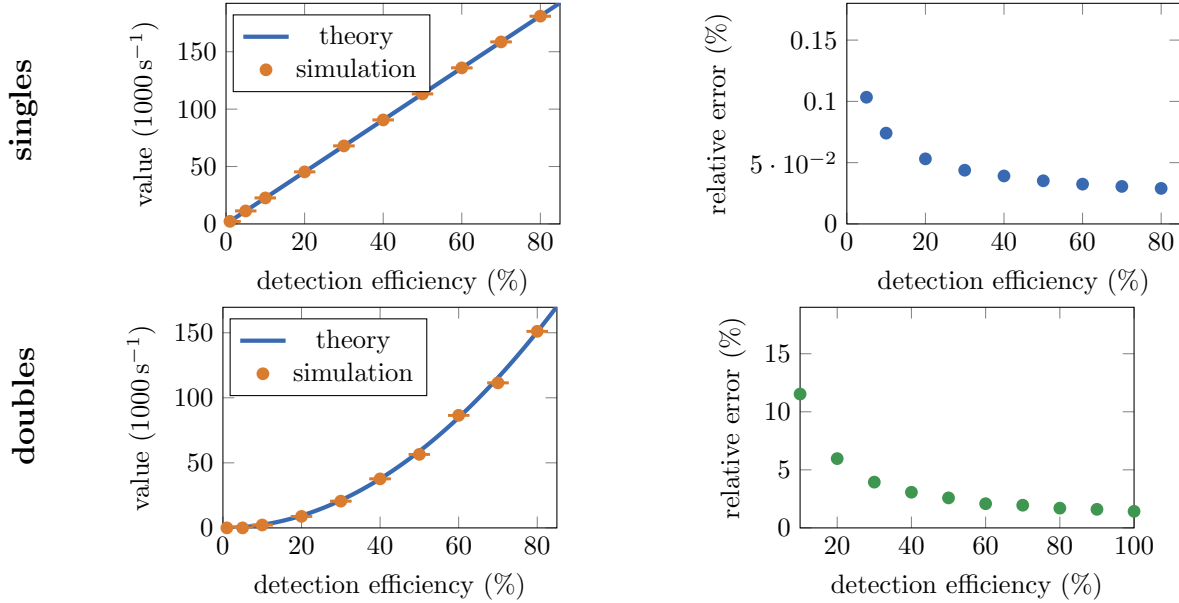 singles
value (1000 s⁻¹)
150
100
50
0
theory
simulation
0 20 40 60 80
detection efficiency (%)
relative error (%)
0.15
0.1
5 · 10⁻²
0
0 20 40 60 80
detection efficiency (%)
doubles
value (1000 s⁻¹)
150
100
50
0
theory
simulation
0 20 40 60 80
detection efficiency (%)
relative error (%)
15
10
5
0
20 40 60 80 100
detection efficiency (%)